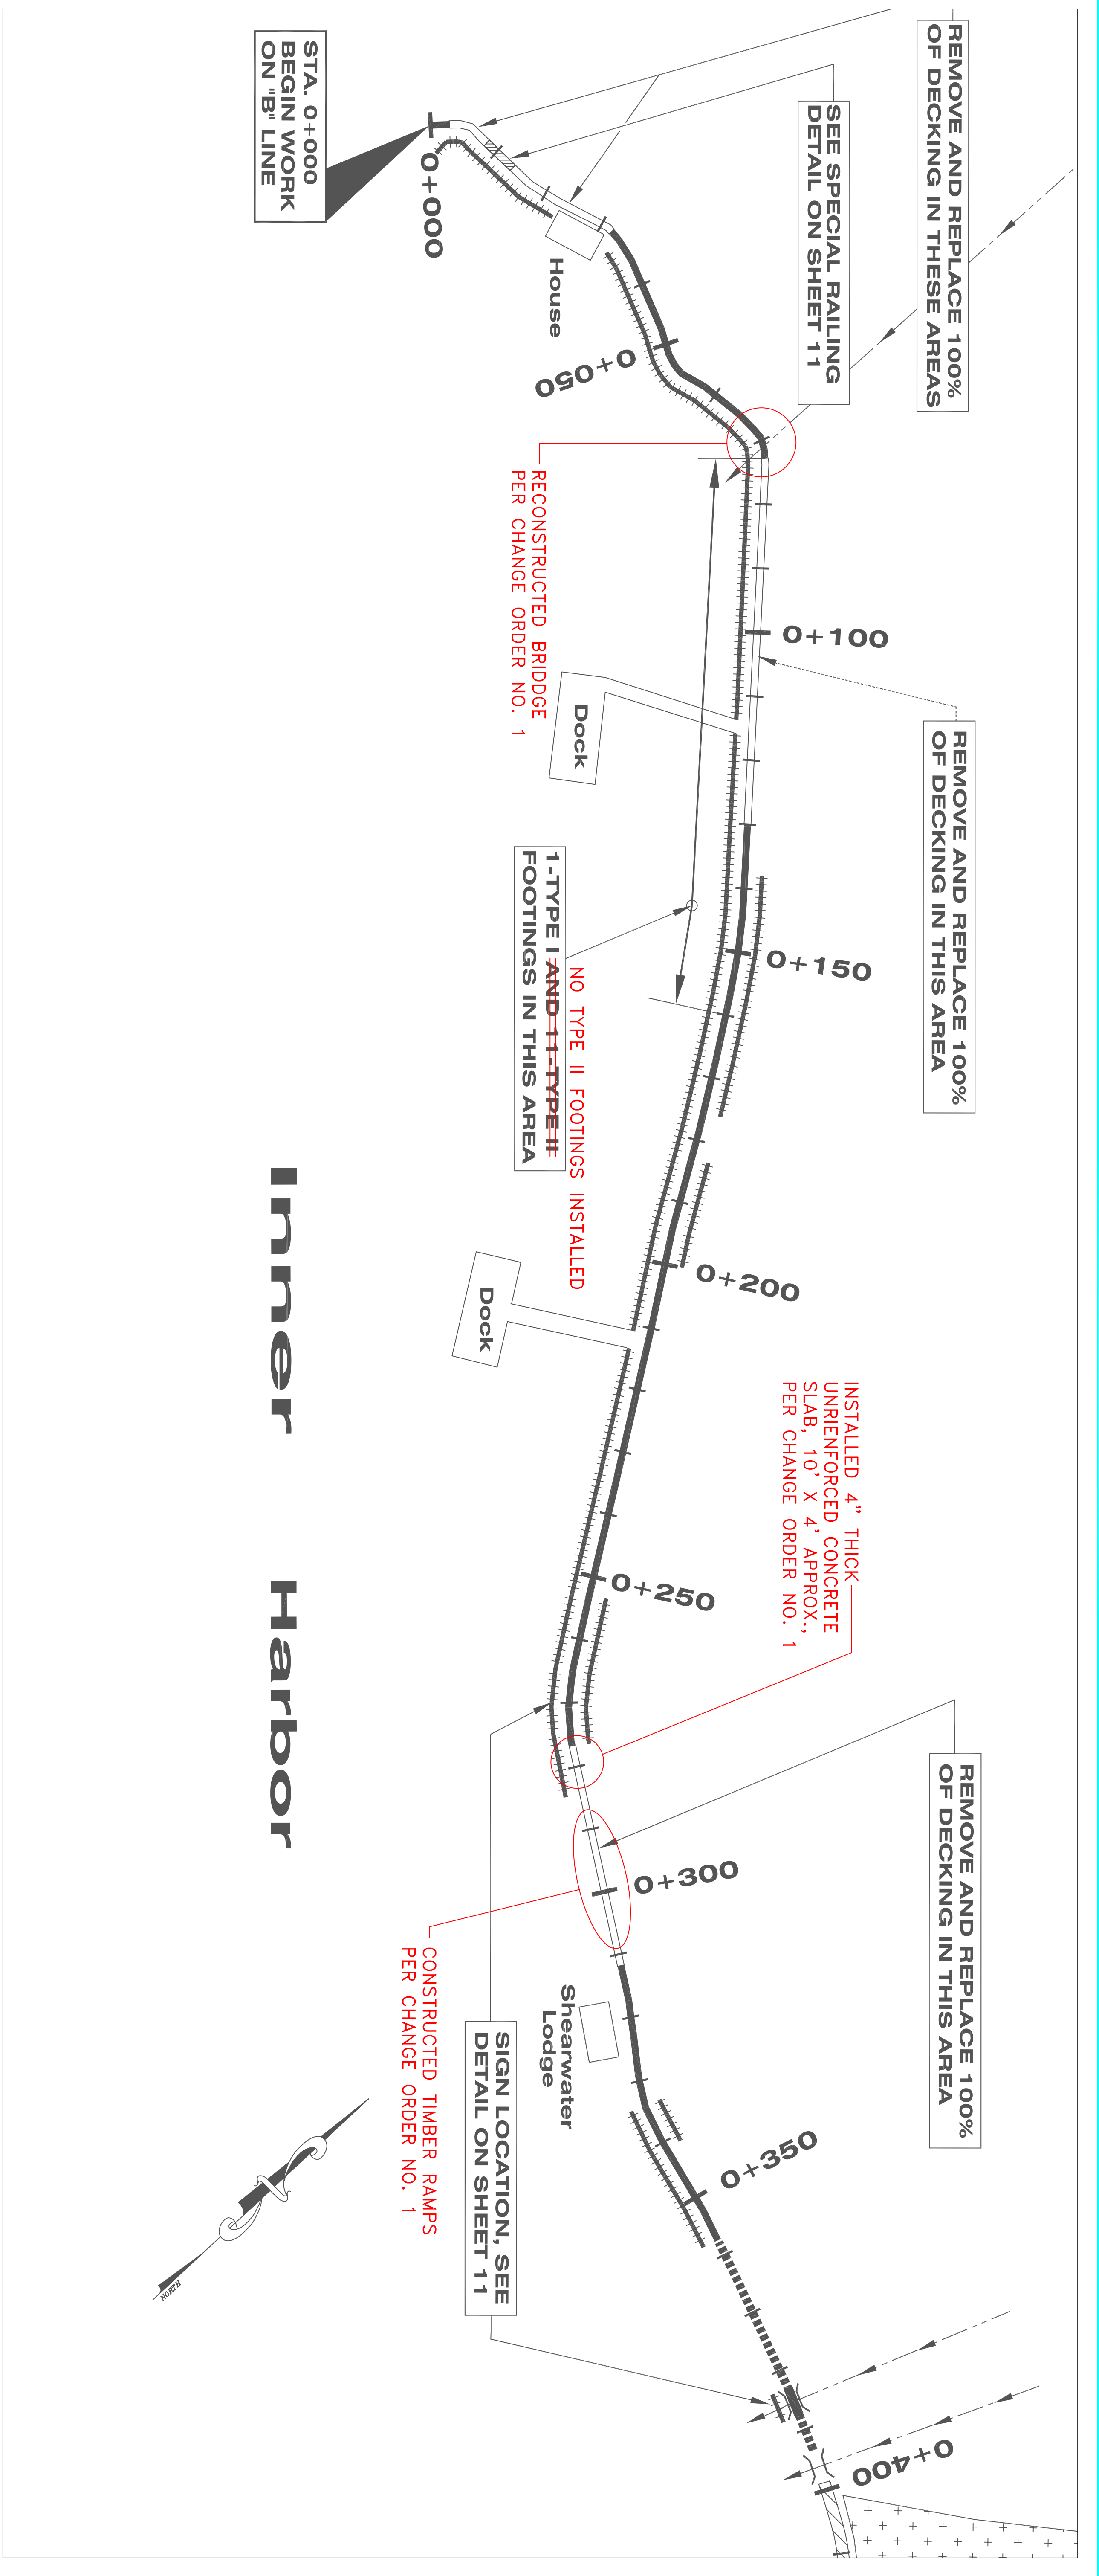 STA. 0+000
BEGIN WORK
ON "B" LINE
0+000
REMOVE AND REPLACE 100%
OF DECKING IN THESE AREAS
SEE SPECIAL RAILING
DETAIL ON SHEET 11
House
0+050
RECONSTRUCTED BRIDDGE
PER CHANGE ORDER NO. 1
0+100
REMOVE AND REPLACE 100%
OF DECKING IN THIS AREA
Dock
1-TYPE I AND 11-TYPE II
FOOTINGS IN THIS AREA
NO TYPE II FOOTINGS INSTALLED
0+150
0+200
Dock
INSTALLED 4" THICK
UNRIENFORCED CONCRETE
SLAB, 10' X 4' APPROX.,
PER CHANGE ORDER NO. 1
0+250
Inner Harbor
REMOVE AND REPLACE 100%
OF DECKING IN THIS AREA
0+300
CONSTRUCTED TIMBER RAMPS
PER CHANGE ORDER NO. 1
Shearwater
Lodge
SIGN LOCATION, SEE
DETAIL ON SHEET 11
0+350
0+400
NORTH